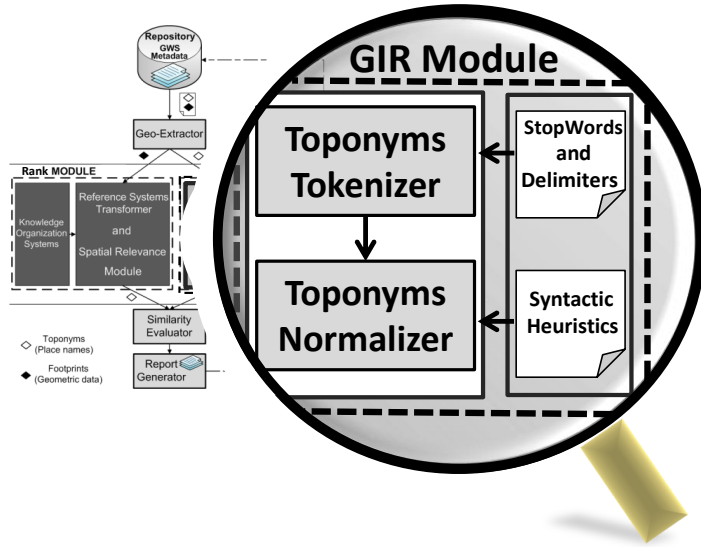 Repository
GWS
Metadata
Geo-Extractor
Rank MODULE
Knowledge
Organization
Systems
Reference Systems
Transformer
and
Spatial Relevance
Module
Similarity
Evaluator
Report
Generator
Toponyms
(Place names)
Footprints
(Geometric data)
GIR Module
Toponyms
Tokenizer
StopWords
and
Delimiters
Toponyms
Normalizer
Syntactic
Heuristics